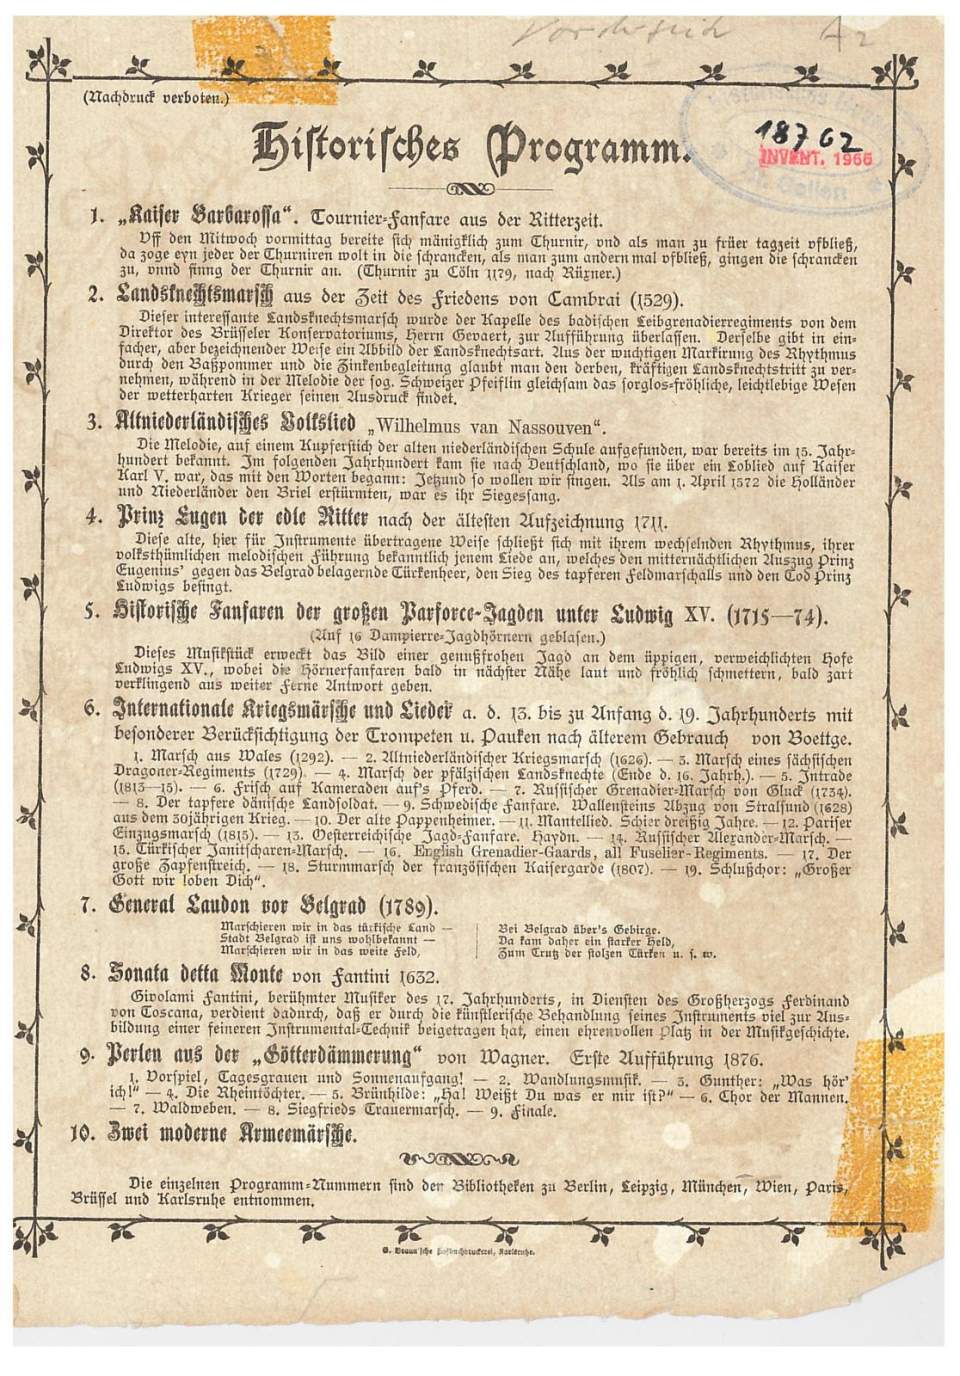 A2
(Nachdruck verboten.)
18762
INVENT. 1966
St. Gallen
Historisches Programm.
1. „Kaiser Barbarossa“. Tournier-Fanfare aus der Ritterzeit.
Uff den Mitwoch vormittag bereite sich mänigklich zum Thurnir, vnd als man zu früer tagzeit vfbließ,
da zoge eyn jeder der Thurniren wolt in die schrancken, als man zum andern mal vfbließ, gingen die schrancken
zu, vnnd finng der Thurnir an. (Thurnir zu Cöln 1179, nach Rüxner.)
2. Landsknechtsmarsch aus der Zeit des Friedens von Cambrai (1529).
Dieser interessante Landsknechtsmarsch wurde der Kapelle des badischen Leibgrenadierregiments von dem
Direktor des Brüsseler Konservatoriums, Herrn Gevaert, zur Aufführung überlassen. Derselbe gibt in ein-
facher, aber bezeichnender Weise ein Abbild der Landsknechtsart. Aus der wuchtigen Markirung des Rhythmus
durch den Baßpommer und die Zinkenbegleitung glaubt man den derben, kräftigen Landsknechtstritt zu ver-
nehmen, während in der Melodie der sog. Schweizer Pfeiflin gleichsam das sorglos-fröhliche, leichtlebige Wesen
der wetterharten Krieger seinen Ausdruck findet.
3. Altniederländisches Volkslied „Wilhelmus van Nassouven“.
Die Melodie, auf einem Kupferstich der alten niederländischen Schule aufgefunden, war bereits im 15. Jahr-
hundert bekannt. Im folgenden Jahrhundert kam sie nach Deutschland, wo sie über ein Loblied auf Kaiser
Karl V. war, das mit den Worten begann: Jetzund so wollen wir singen. Als am 1. April 1572 die Holländer
und Niederländer den Briel erstürmten, war es ihr Siegessang.
4. Prinz Eugen der edle Ritter nach der ältesten Aufzeichnung 1711.
Diese alte, hier für Instrumente übertragene Weise schließt sich mit ihrem wechselnden Rhythmus, ihrer
volksthümlichen melodischen Führung bekanntlich jenem Liede an, welches den mitternächtlichen Auszug Prinz
Eugenius' gegen das Belgrad belagernde Türkenheer, den Sieg des tapferen Feldmarschalls und den Tod Prinz
Ludwigs besingt.
5. Historische Fanfaren der großen Parforce-Jagden unter Ludwig XV. (1715—74).
(Auf 16 Dampierre-Jagdhörnern geblasen.)
Dieses Musikstück erweckt das Bild einer genußfrohen Jagd an dem üppigen, verweichlichten Hofe
Ludwigs XV., wobei die Hörnerfanfaren bald in nächster Nähe laut und fröhlich schmettern, bald zart
verklingend aus weiter Ferne Antwort geben.
6. Internationale Kriegsmärsche und Lieder a. d. 13. bis zu Anfang d. 19. Jahrhunderts mit
besonderer Berücksichtigung der Trompeten u. Pauken nach älterem Gebrauch von Boettge.
1. Marsch aus Wales (1292). — 2. Altniederländischer Kriegsmarsch (1626). — 3. Marsch eines sächsischen
Dragoner-Regiments (1729). — 4. Marsch der pfälzischen Landsknechte (Ende d. 16. Jahrh.). — 5. Intrade
(1813—15). — 6. Frisch auf Kameraden auf's Pferd. — 7. Russischer Grenadier-Marsch von Gluck (1734).
— 8. Der tapfere dänische Landsoldat. — 9. Schwedische Fanfare. Wallensteins Abzug von Stralsund (1628)
aus dem 30jährigen Krieg. — 10. Der alte Pappenheimer. — 11. Mantellied. Schier dreißig Jahre. — 12. Pariser
Einzugsmarsch (1815). — 13. Oesterreichische Jagd-Fanfare. Haydn. — 14. Russischer Alexander-Marsch. —
15. Türkischer Janitscharen-Marsch. — 16. English Grenadier-Gaards, all Fuselier-Regiments. — 17. Der
große Zapfenstreich. — 18. Sturmmarsch der französischen Kaisergarde (1807). — 19. Schlußchor: „Großer
Gott wir loben Dich“.
7. General Laudon vor Belgrad (1789).
Marschieren wir in das türkische Land —
Stadt Belgrad ist uns wohlbekannt —
Marschieren wir in das weite Feld,
Bei Belgrad über's Gebirge.
Da kam daher ein starker Held,
Zum Trutz der stolzen Türken u. s. w.
8. Sonata detta Monte von Fantini 1632.
Givolami Fantini, berühmter Musiker des 17. Jahrhunderts, in Diensten des Großherzogs Ferdinand
von Toscana, verdient dadurch, daß er durch die künstlerische Behandlung seines Instruments viel zur Aus-
bildung einer feineren Instrumental-Technik beigetragen hat, einen ehrenvollen Platz in der Musikgeschichte.
9. Perlen aus der „Götterdämmerung“ von Wagner. Erste Aufführung 1876.
1. Vorspiel, Tagesgrauen und Sonnenaufgang! — 2. Wandlungsmusik. — 3. Gunther: „Was hör'
ich!“ — 4. Die Rheintöchter. — 5. Brünhilde: „Ha! Weißt Du was er mir ist?“ — 6. Chor der Mannen.
— 7. Waldweben. — 8. Siegfrieds Trauermarsch. — 9. Finale.
10. Zwei moderne Armeemärsche.
Die einzelnen Programm-Nummern sind den Bibliotheken zu Berlin, Leipzig, München, Wien, Paris,
Brüssel und Karlsruhe entnommen.
G. Braun'sche Hofbuchdruckerei, Karlsruhe.